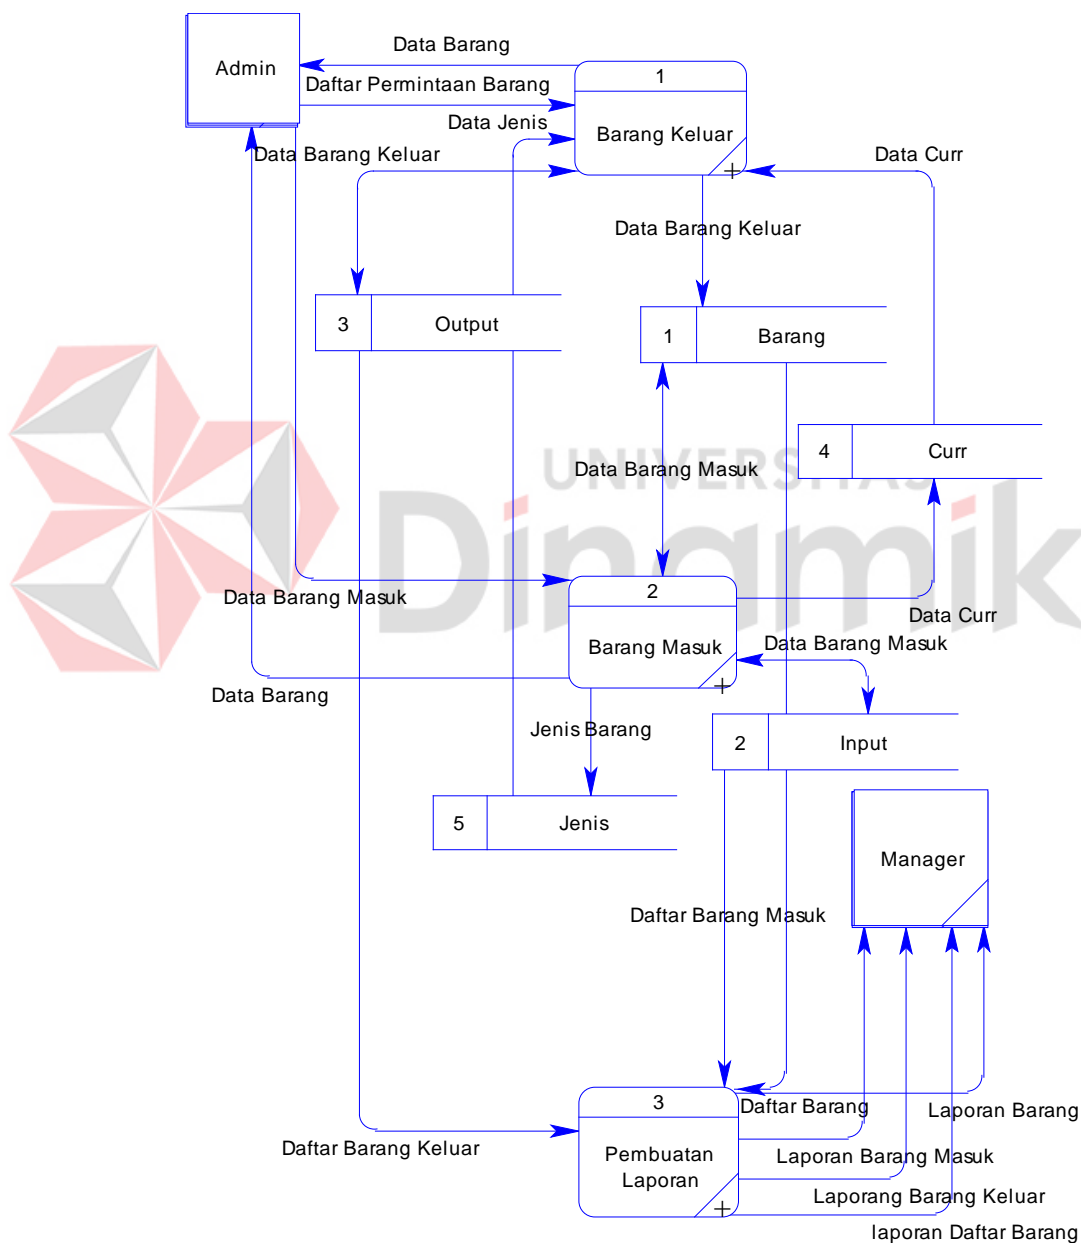 Admin
Data Barang
Daftar Permintaan Barang
Data Jenis
1
Barang Keluar
Data Barang Keluar
Data Curr
Data Barang Keluar
3
Output
1
Barang
4
Curr
UNIVERSITAS
Data Barang Masuk
Dinamik
2
Barang Masuk
Data Barang Masuk
Data Curr
Data Barang Masuk
Data Barang
Jenis Barang
2
Input
5
Jenis
Manager
Daftar Barang Masuk
3
Pembuatan
Laporan
Daftar Barang
Laporan Barang
Daftar Barang Keluar
Laporan Barang Masuk
Laporang Barang Keluar
laporan Daftar Barang